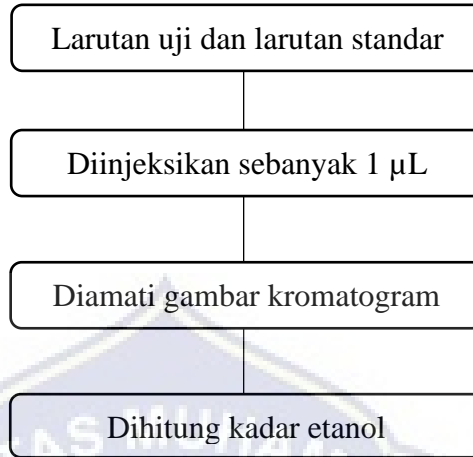 Larutan uji dan larutan standar
Diinjeksikan sebanyak 1 µL
Diamati gambar kromatogram
Dihitung kadar etanol